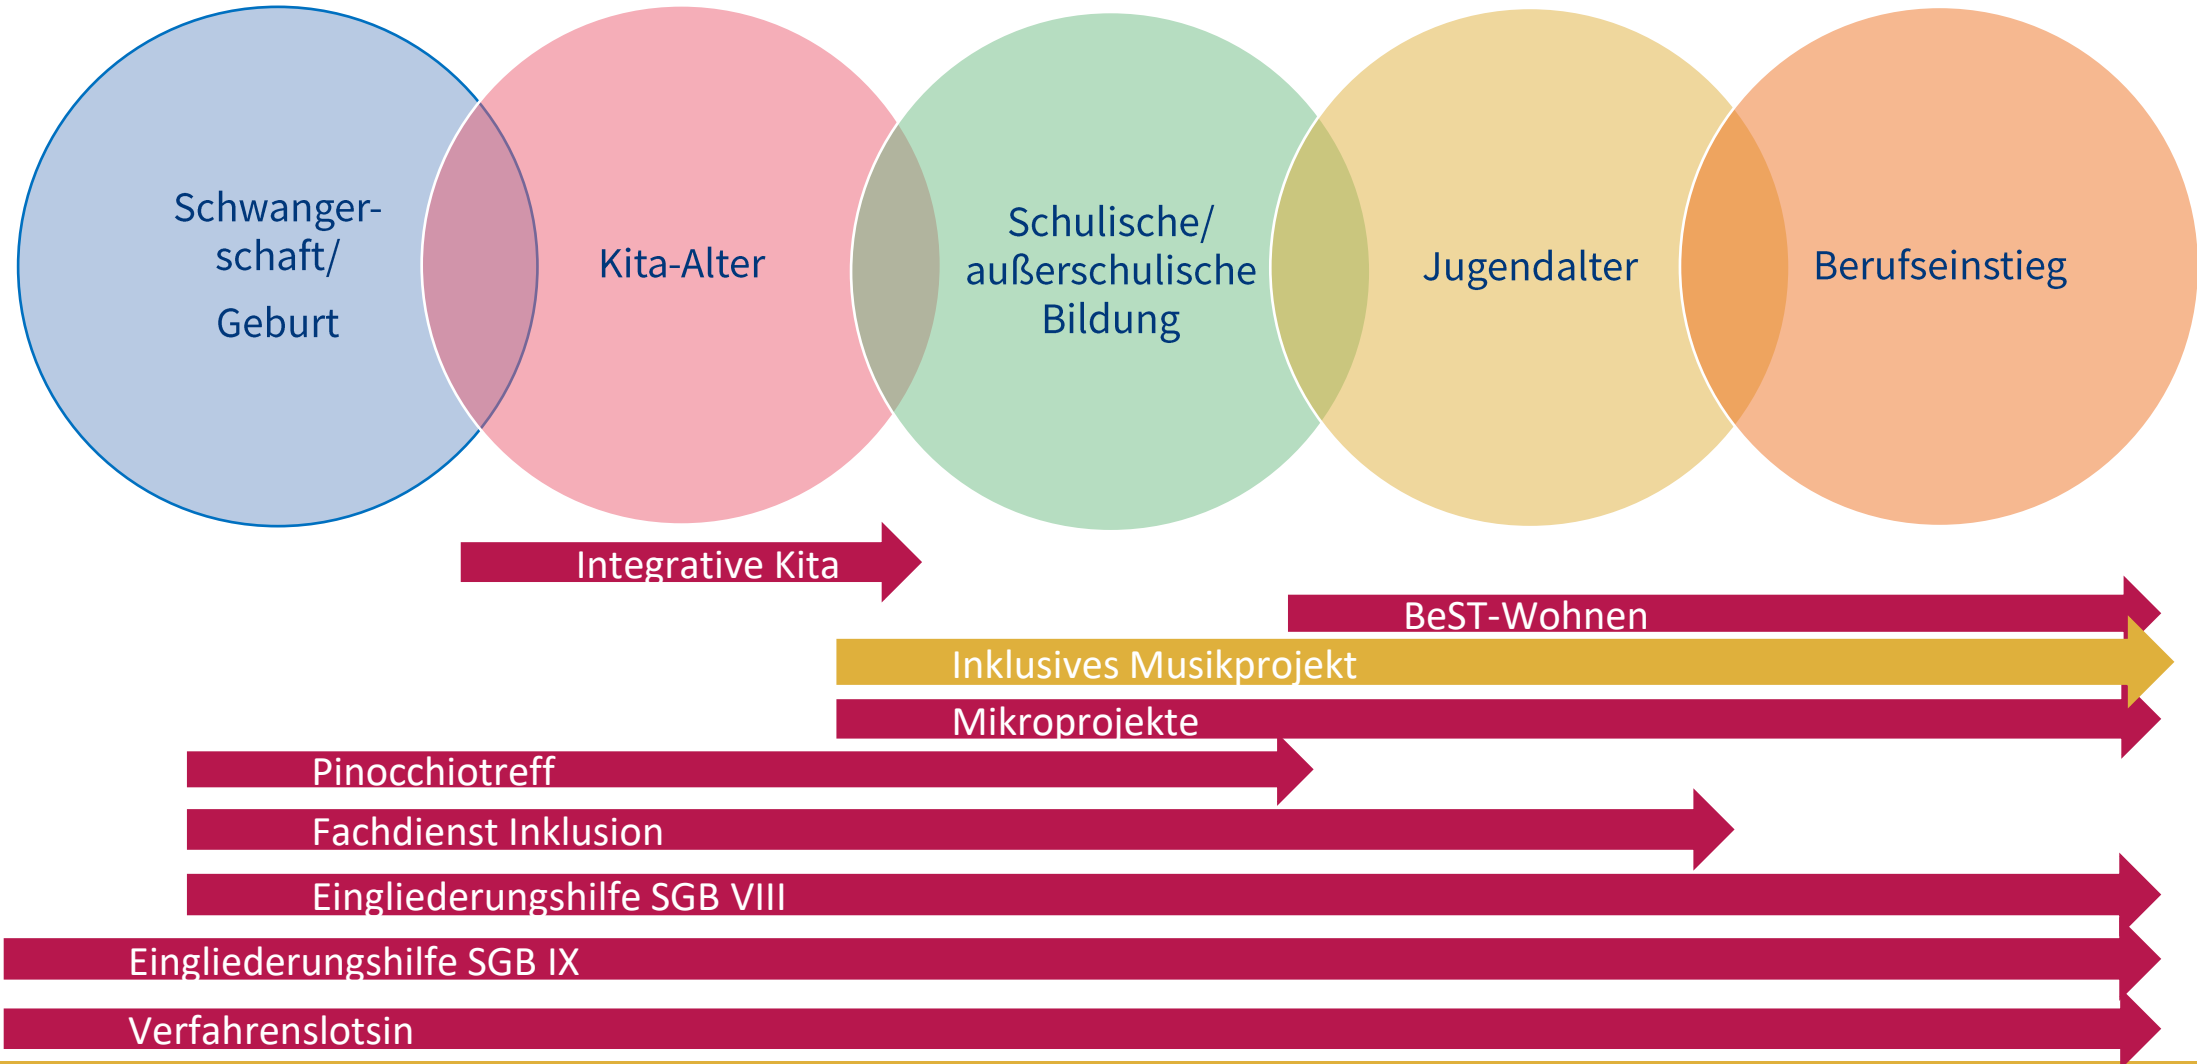 Schwanger-
schaft/
Geburt
Kita-Alter
Schulische/
außerschulische
Bildung
Jugendalter
Berufseinstieg
Integrative Kita
BeST-Wohnen
Inklusives Musikprojekt
Mikroprojekte
Pinocchiotreff
Fachdienst Inklusion
Eingliederungshilfe SGB VIII
Eingliederungshilfe SGB IX
Verfahrenslotsin